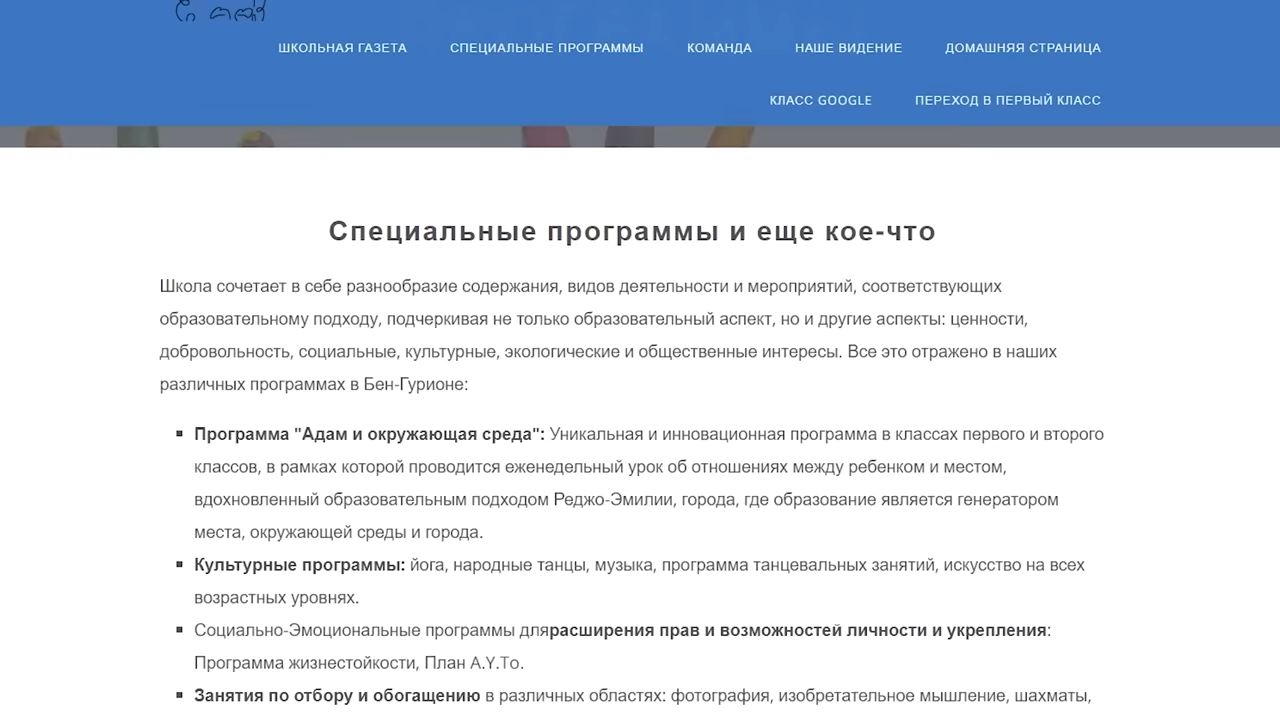 ШКОЛЬНАЯ ГАЗЕТА СПЕЦИАЛЬНЫЕ ПРОГРАММЫ КОМАНДА НАШЕ ВИДЕНИЕ ДОМАШНЯЯ СТРАНИЦА
КЛАСС GOOGLE ПЕРЕХОД В ПЕРВЫЙ КЛАСС
Специальные программы и еще кое-что
Школа сочетает в себе разнообразие содержания, видов деятельности и мероприятий, соответствующих
образовательному подходу, подчеркивая не только образовательный аспект, но и другие аспекты: ценности,
добровольность, социальные, культурные, экологические и общественные интересы. Все это отражено в наших
различных программах в Бен-Гурионе:
Программа "Адам и окружающая среда": Уникальная и инновационная программа в классах первого и второго
классов, в рамках которой проводится еженедельный урок об отношениях между ребенком и местом,
вдохновленный образовательным подходом Реджо-Эмилии, города, где образование является генератором
места, окружающей среды и города.
Культурные программы: йога, народные танцы, музыка, программа танцевальных занятий, искусство на всех
возрастных уровнях.
Социально-Эмоциональные программы длярасширения прав и возможностей личности и укрепления:
Программа жизнестойкости, План A.Y.To.
Занятия по отбору и обогащению в различных областях: фотография, изобретательное мышление, шахматы,